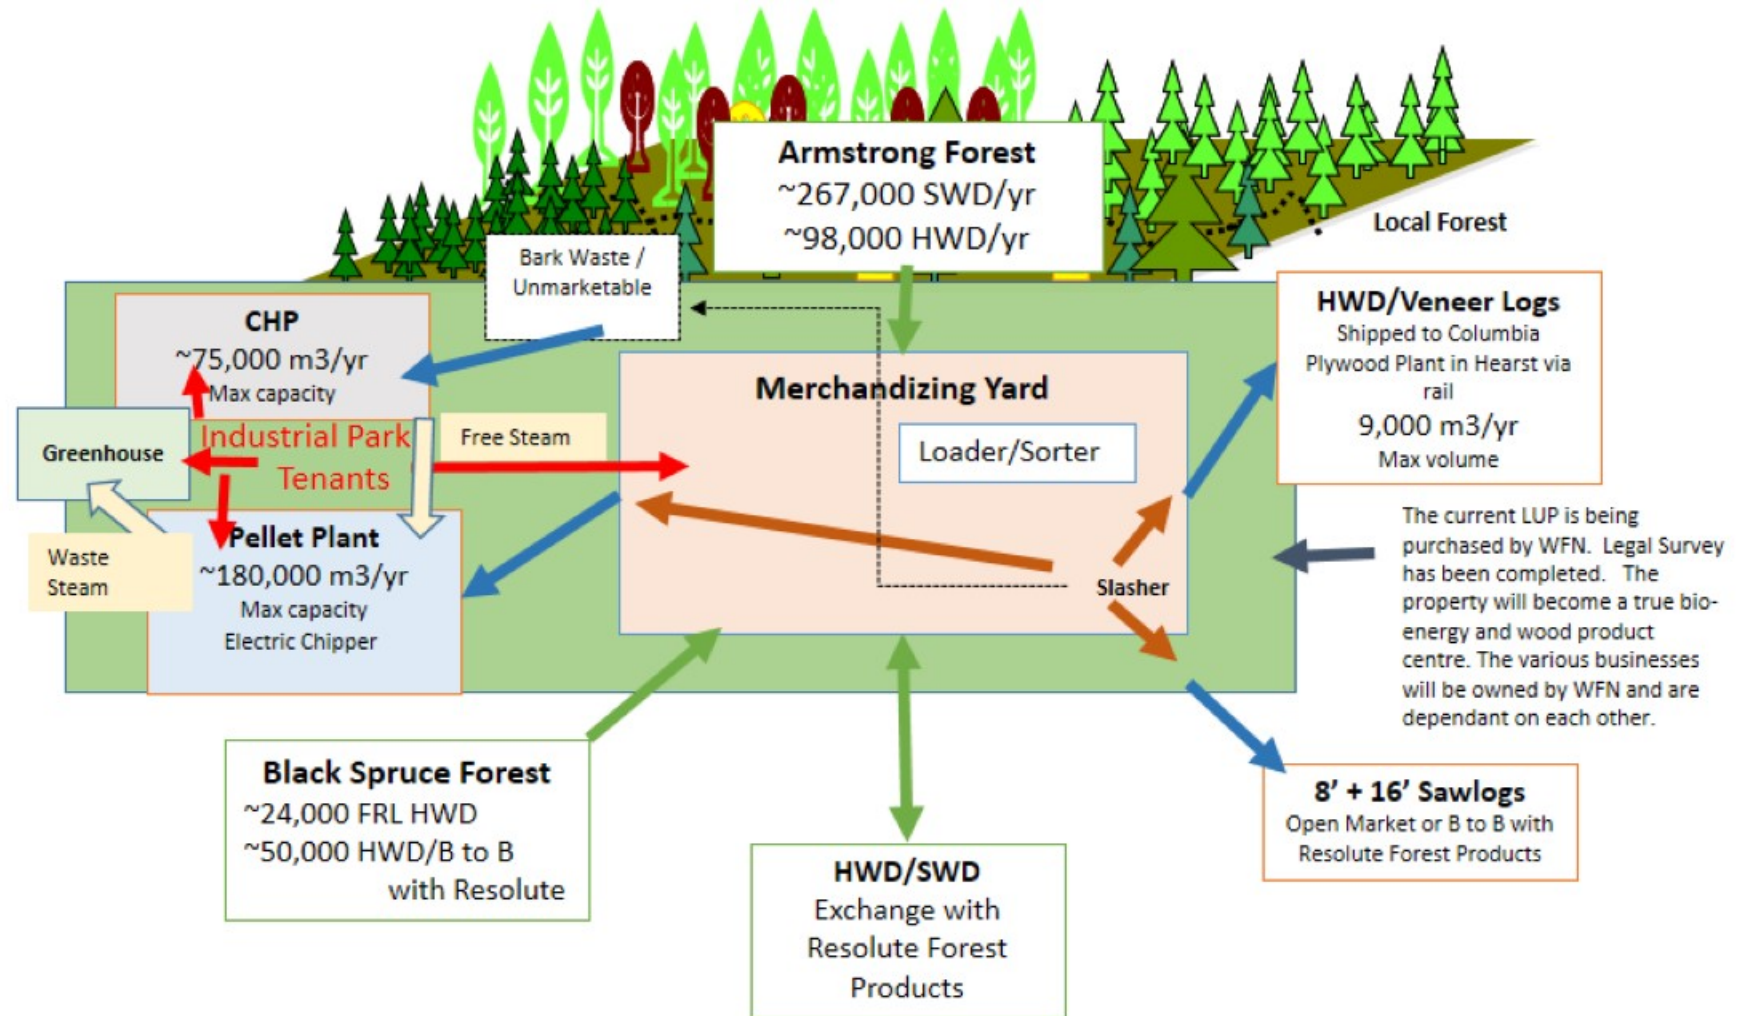 Armstrong Forest
~267,000 SWD/yr
~98,000 HWD/yr
Local Forest
Bark Waste /
Unmarketable
CHP
~75,000 m3/yr
Max capacity
HWD/Veneer Logs
Shipped to Columbia
Plywood Plant in Hearst via
rail
9,000 m3/yr
Max volume
Merchandizing Yard
Loader/Sorter
Slasher
Greenhouse
Industrial Park
Tenants
Free Steam
Waste
Steam
Pellet Plant
~180,000 m3/yr
Max capacity
Electric Chipper
The current LUP is being
purchased by WFN. Legal Survey
has been completed. The
property will become a true bio-
energy and wood product
centre. The various businesses
will be owned by WFN and are
dependant on each other.
Black Spruce Forest
~24,000 FRL HWD
~50,000 HWD/B to B
with Resolute
HWD/SWD
Exchange with
Resolute Forest
Products
8' + 16' Sawlogs
Open Market or B to B with
Resolute Forest Products